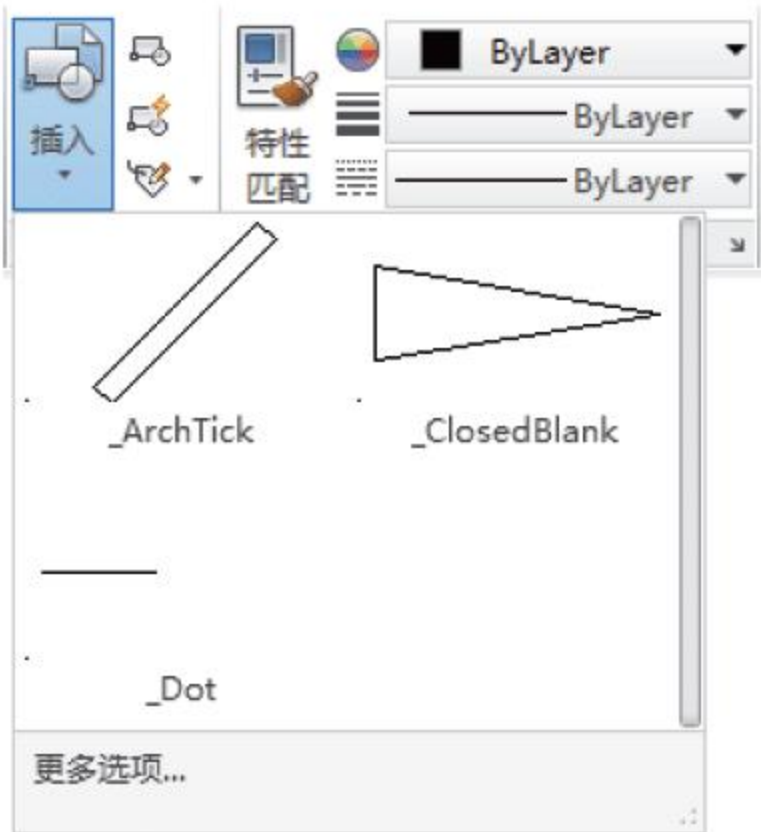 插入
特性
匹配
ByLayer
ByLayer
ByLayer
_ArchTick
_ClosedBlank
_Dot
更多选项...